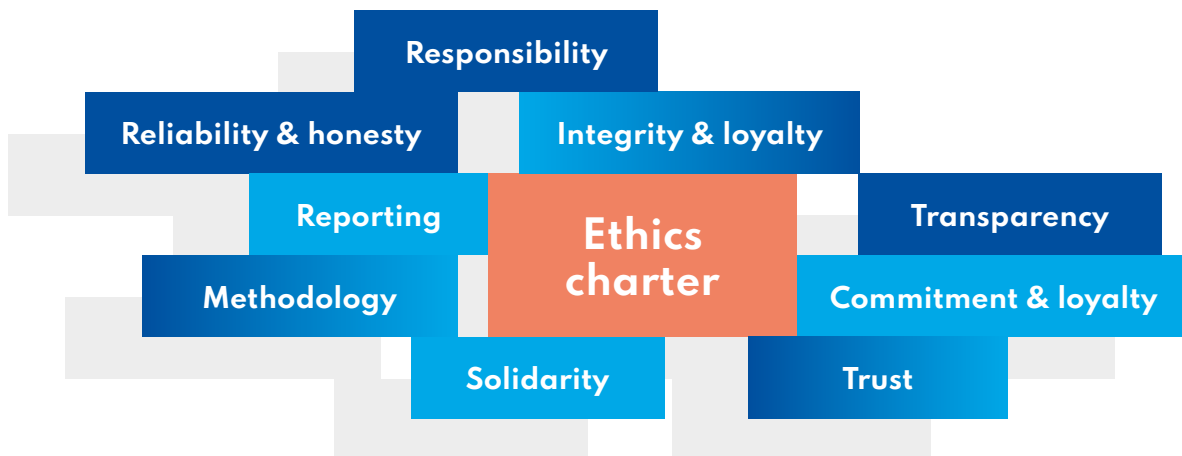 Responsibility
Reliability & honesty
Integrity & loyalty
Reporting
Ethics
charter
Transparency
Methodology
Commitment & loyalty
Solidarity
Trust